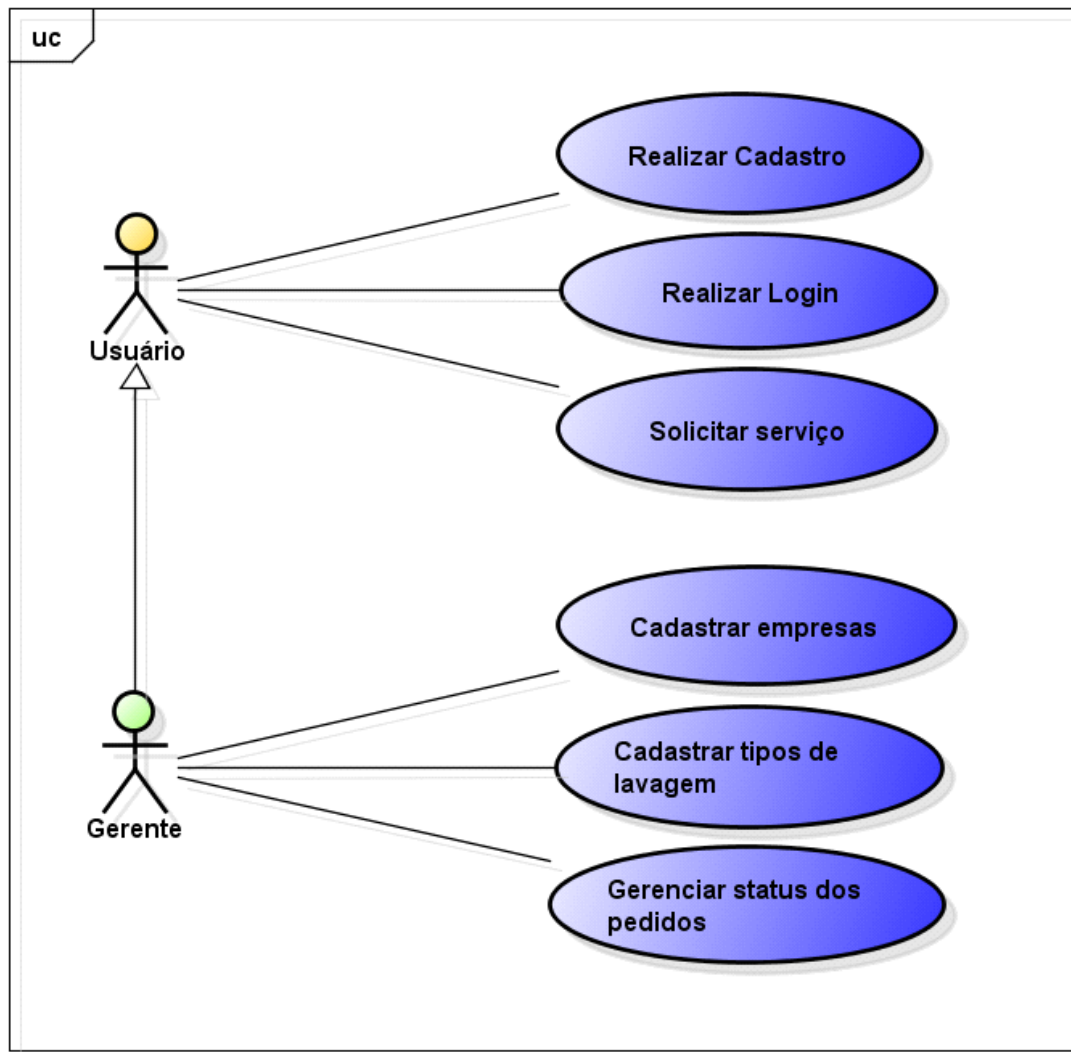 uc
Realizar Cadastro
Realizar Login
Usuário
Solicitar serviço
Cadastrar empresas
Cadastrar tipos de
lavagem
Gerente
Gerenciar status dos
pedidos